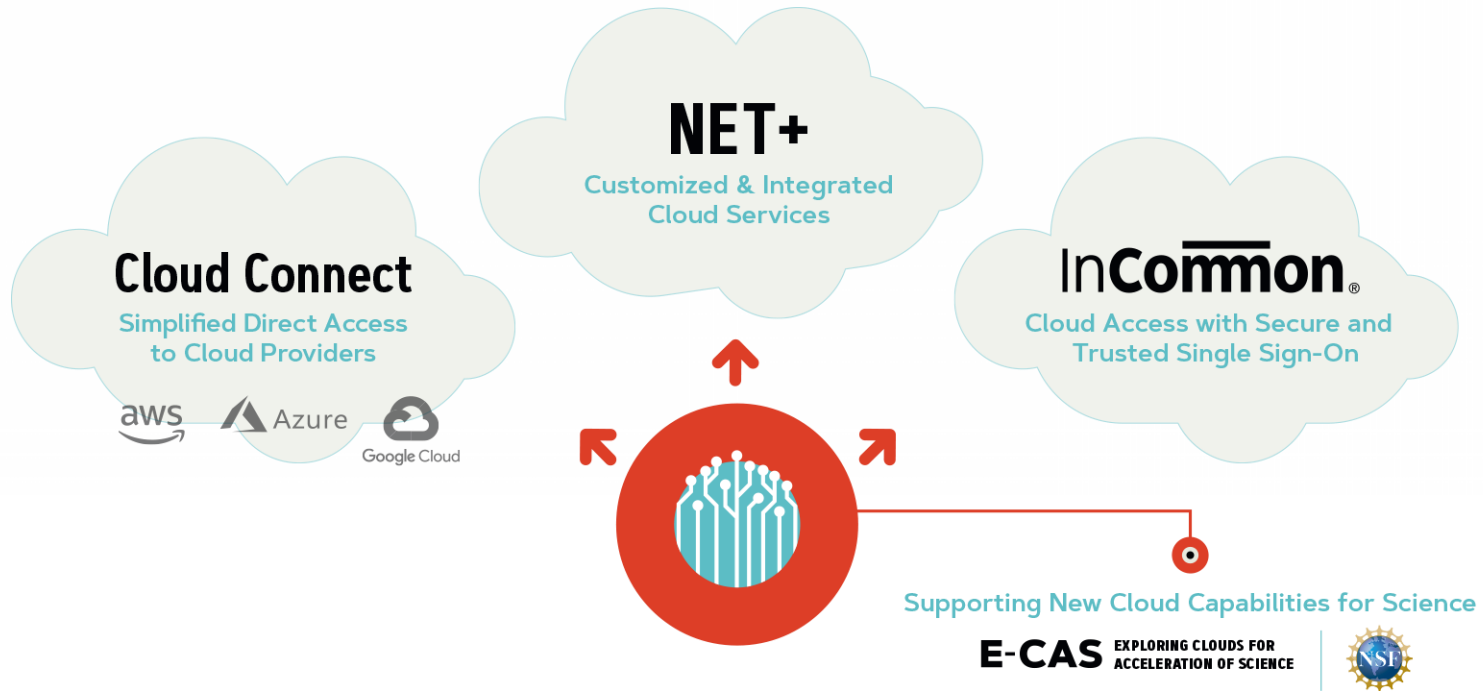 NET+
Customized & Integrated
Cloud Services
Cloud Connect
Simplified Direct Access
to Cloud Providers
aws
Azure
Google Cloud
InCommon®
Cloud Access with Secure and
Trusted Single Sign-On
Supporting New Cloud Capabilities for Science
E-CAS
EXPLORING CLOUDS FOR
ACCELERATION OF SCIENCE
NSF